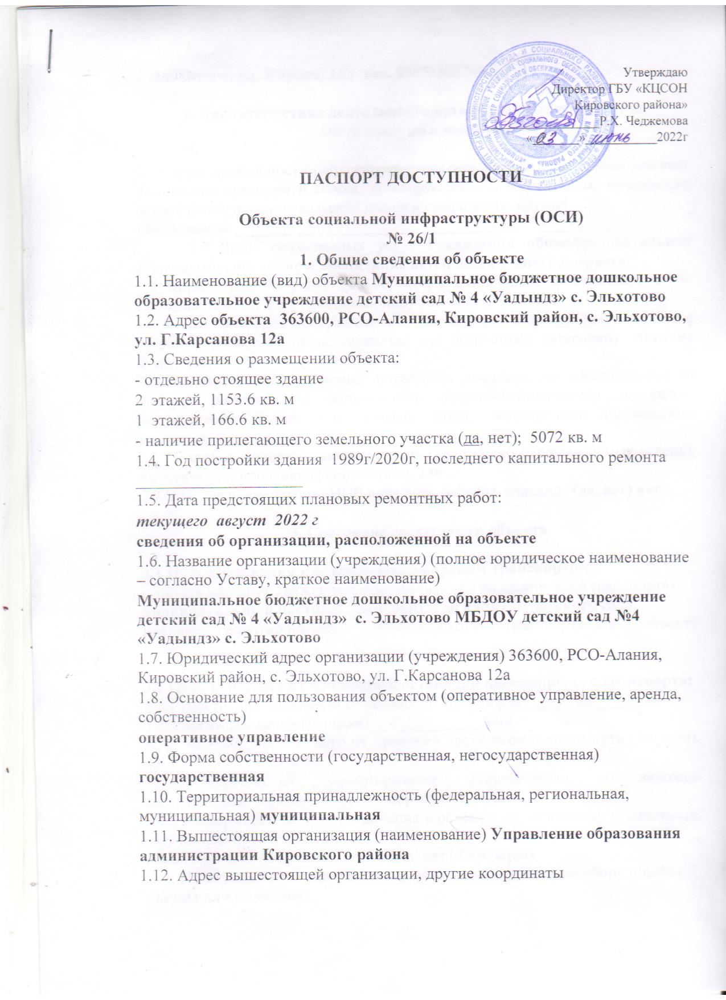 Утверждаю
Директор ГБУ «КЦСОН
Кировского района»
Р.Х. Чеджемова
« 03 » июнь 2022г
ПАСПОРТ ДОСТУПНОСТИ
Объекта социальной инфраструктуры (ОСИ)
№ 26/1
1. Общие сведения об объекте
1.1. Наименование (вид) объекта Муниципальное бюджетное дошкольное
образовательное учреждение детский сад № 4 «Уадындз» с. Эльхотово
1.2. Адрес объекта 363600, РСО-Алания, Кировский район, с. Эльхотово,
ул. Г.Карсанова 12а
1.3. Сведения о размещении объекта:
- отдельно стоящее здание
2 этажей, 1153.6 кв. м
1 этажей, 166.6 кв. м
- наличие прилегающего земельного участка (да, нет); 5072 кв. м
1.4. Год постройки здания 1989г/2020г, последнего капитального ремонта
____________________
1.5. Дата предстоящих плановых ремонтных работ:
текущего август 2022 г
сведения об организации, расположенной на объекте
1.6. Название организации (учреждения) (полное юридическое наименование
– согласно Уставу, краткое наименование)
Муниципальное бюджетное дошкольное образовательное учреждение
детский сад № 4 «Уадындз» с. Эльхотово МБДОУ детский сад №4
«Уадындз» с. Эльхотово
1.7. Юридический адрес организации (учреждения) 363600, РСО-Алания,
Кировский район, с. Эльхотово, ул. Г.Карсанова 12а
1.8. Основание для пользования объектом (оперативное управление, аренда,
собственность)
оперативное управление
1.9. Форма собственности (государственная, негосударственная)
государственная
1.10. Территориальная принадлежность (федеральная, региональная,
муниципальная) муниципальная
1.11. Вышестоящая организация (наименование) Управление образования
администрации Кировского района
1.12. Адрес вышестоящей организации, другие координаты